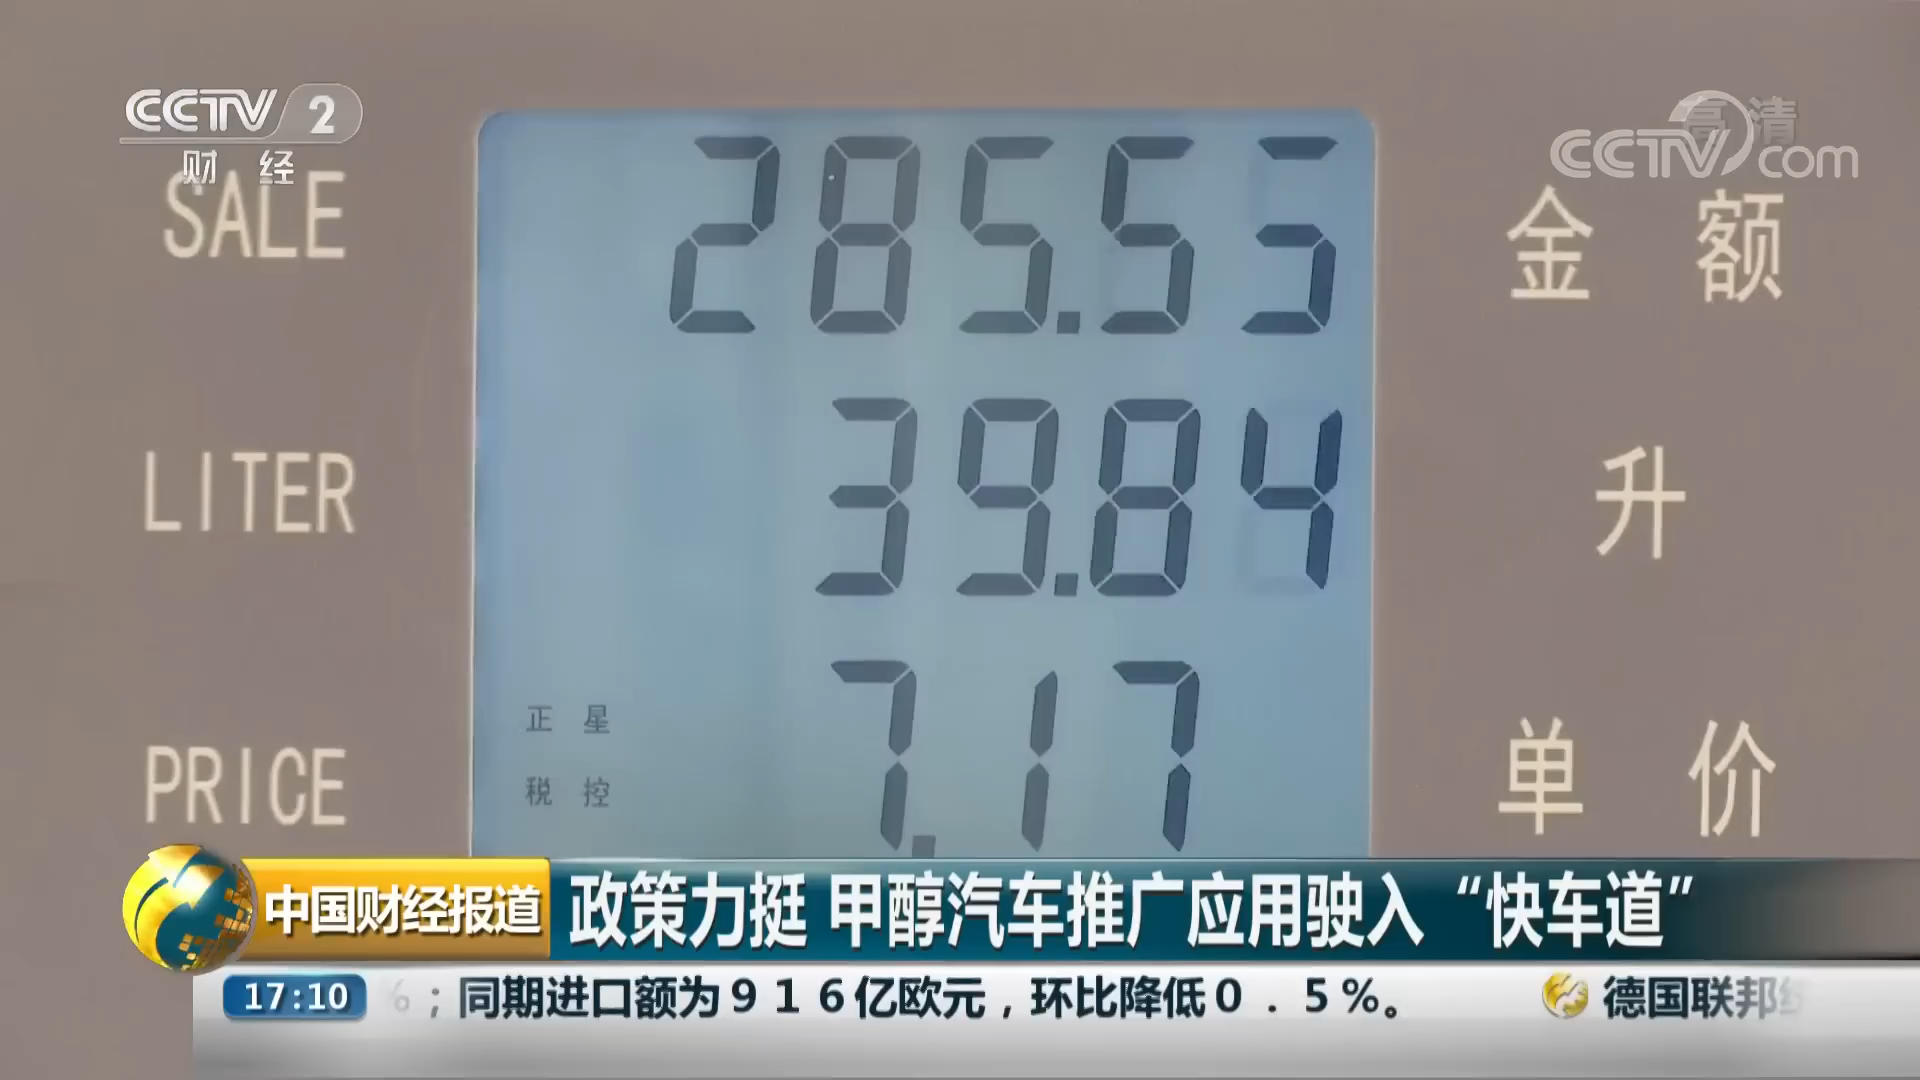 CCTV 2
财 经
高清
CCTV com
SALE 285.55 金 额
LITER 39.84 升
正 星
税 控
PRICE 7.17 单 价
中国财经报道
政策力挺 甲醇汽车推广应用驶入“快车道”
17:10 6；同期进口额为916亿欧元，环比降低0.5%。 德国联邦